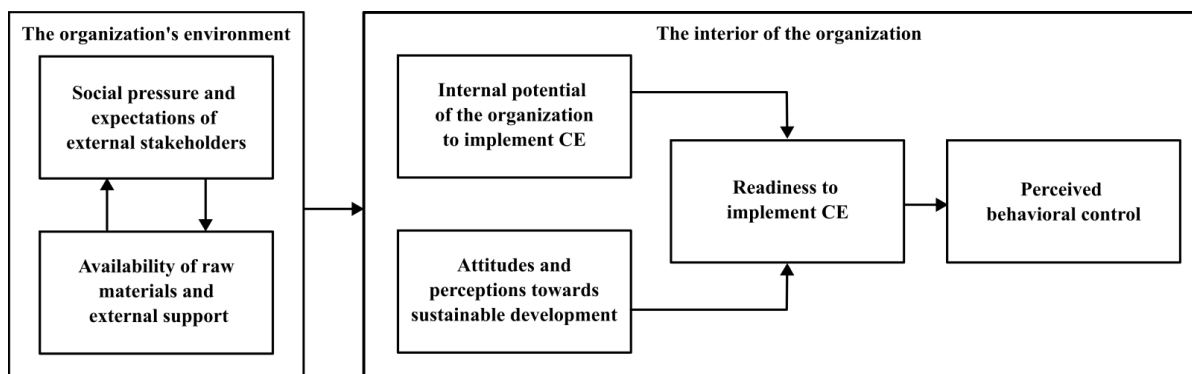 The organization's environment
Social pressure and
expectations of
external stakeholders
Availability of raw
materials and
external support
The interior of the organization
Internal potential
of the organization
to implement CE
Attitudes and
perceptions towards
sustainable development
Readiness to
implement CE
Perceived
behavioral control